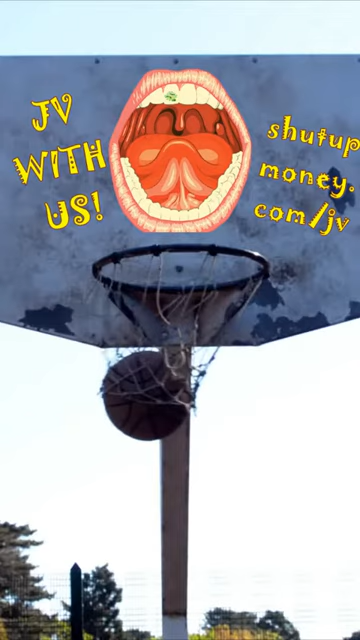 JV
WITH
US!
shutup
money.
com/jv